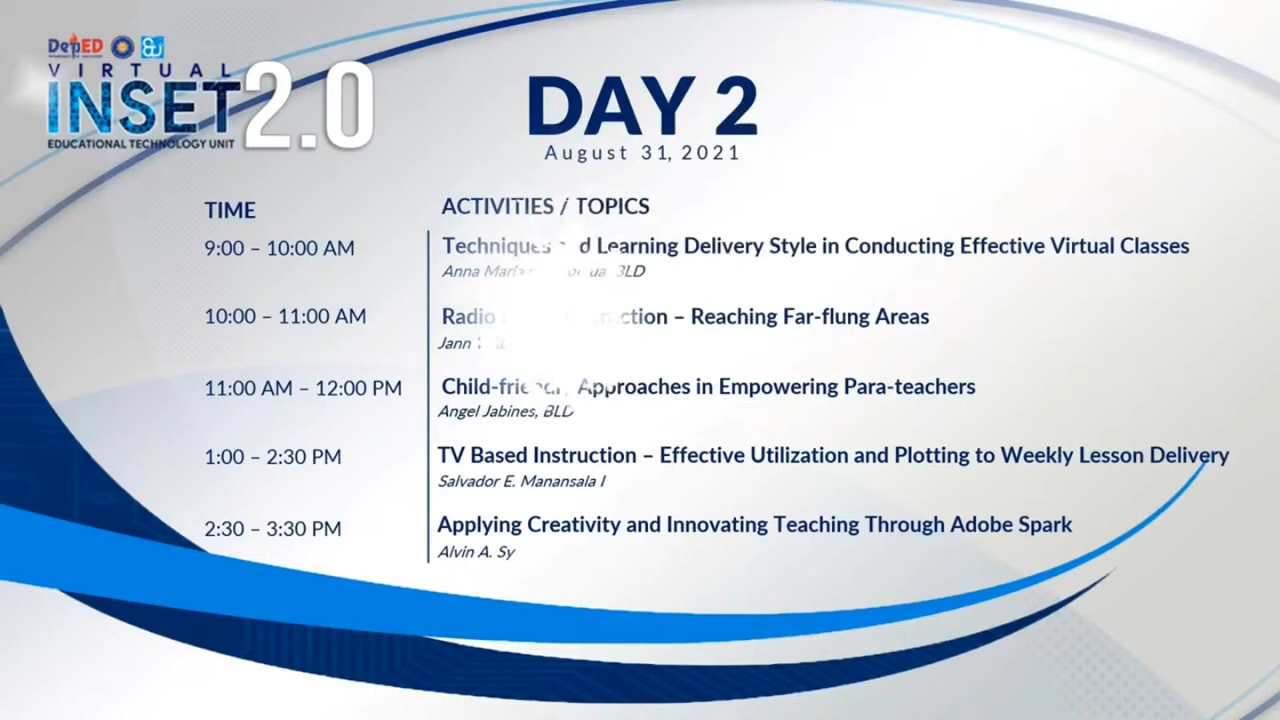 DepED
VIRTUAL
INSET 2.0
EDUCATIONAL TECHNOLOGY UNIT
DAY 2
August 31, 2021
TIME
ACTIVITIES / TOPICS
9:00 – 10:00 AM
Techniques d Learning Delivery Style in Conducting Effective Virtual Classes
Anna BLD
10:00 – 11:00 AM
Radio – Reaching Far-flung Areas
Jann
11:00 AM – 12:00 PM
Child-friendly Approaches in Empowering Para-teachers
Angel Jabines, BLD
1:00 – 2:30 PM
TV Based Instruction – Effective Utilization and Plotting to Weekly Lesson Delivery
Salvador E. Manansala I
2:30 – 3:30 PM
Applying Creativity and Innovating Teaching Through Adobe Spark
Alvin A. Sy